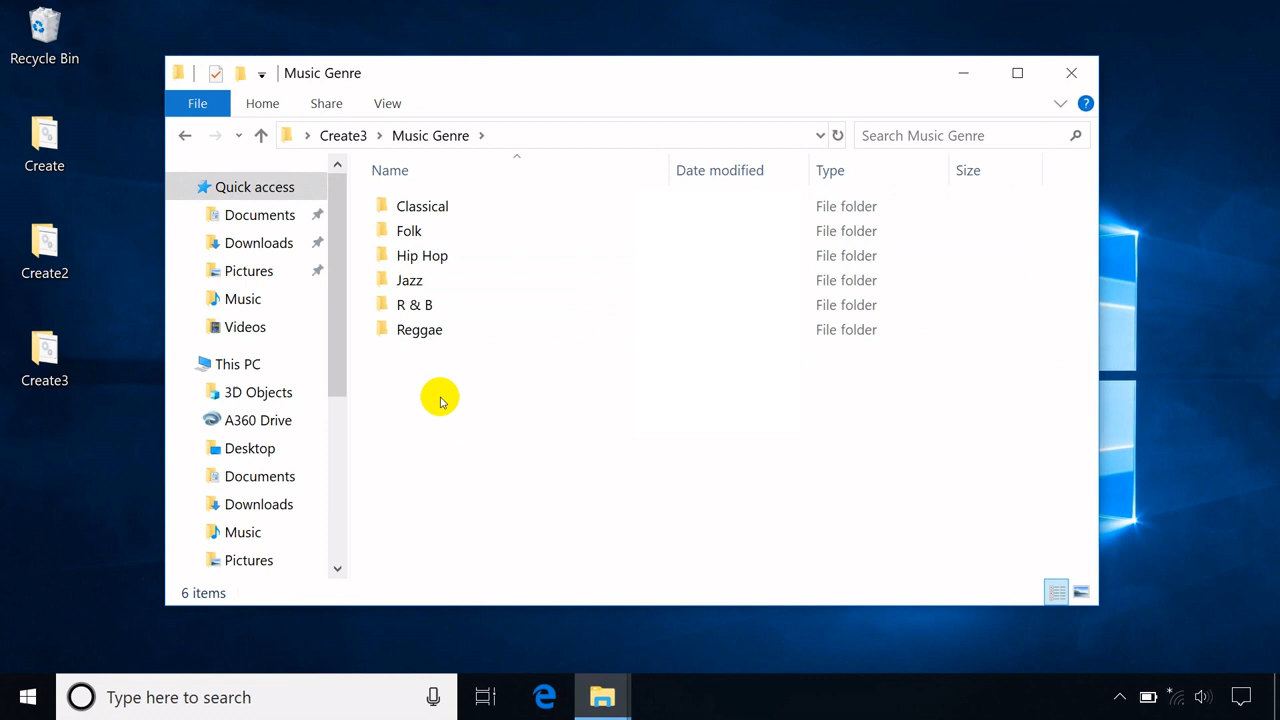 Recycle Bin
Create
Create2
Create3
Music Genre
File Home Share View ?
Create3 Music Genre Search Music Genre
Quick access
Documents
Downloads
Pictures
Music
Videos
This PC
3D Objects
A360 Drive
Desktop
Documents
Downloads
Music
Pictures
Name Date modified Type Size
Classical File folder
Folk File folder
Hip Hop File folder
Jazz File folder
R & B File folder
Reggae File folder
6 items
Type here to search